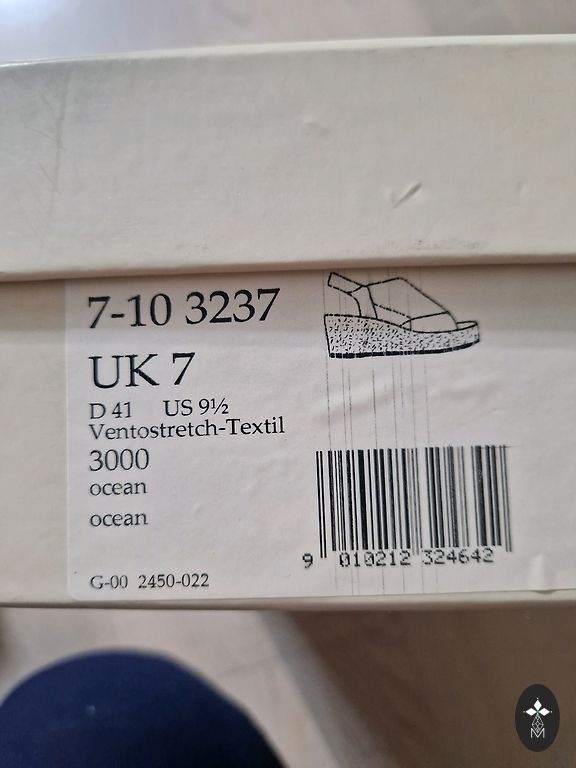 7-10 3237
UK 7
D 41 US 9½
Ventostretch-Textil
3000
ocean
ocean
9 010212 324642
G-00 2450-022
M